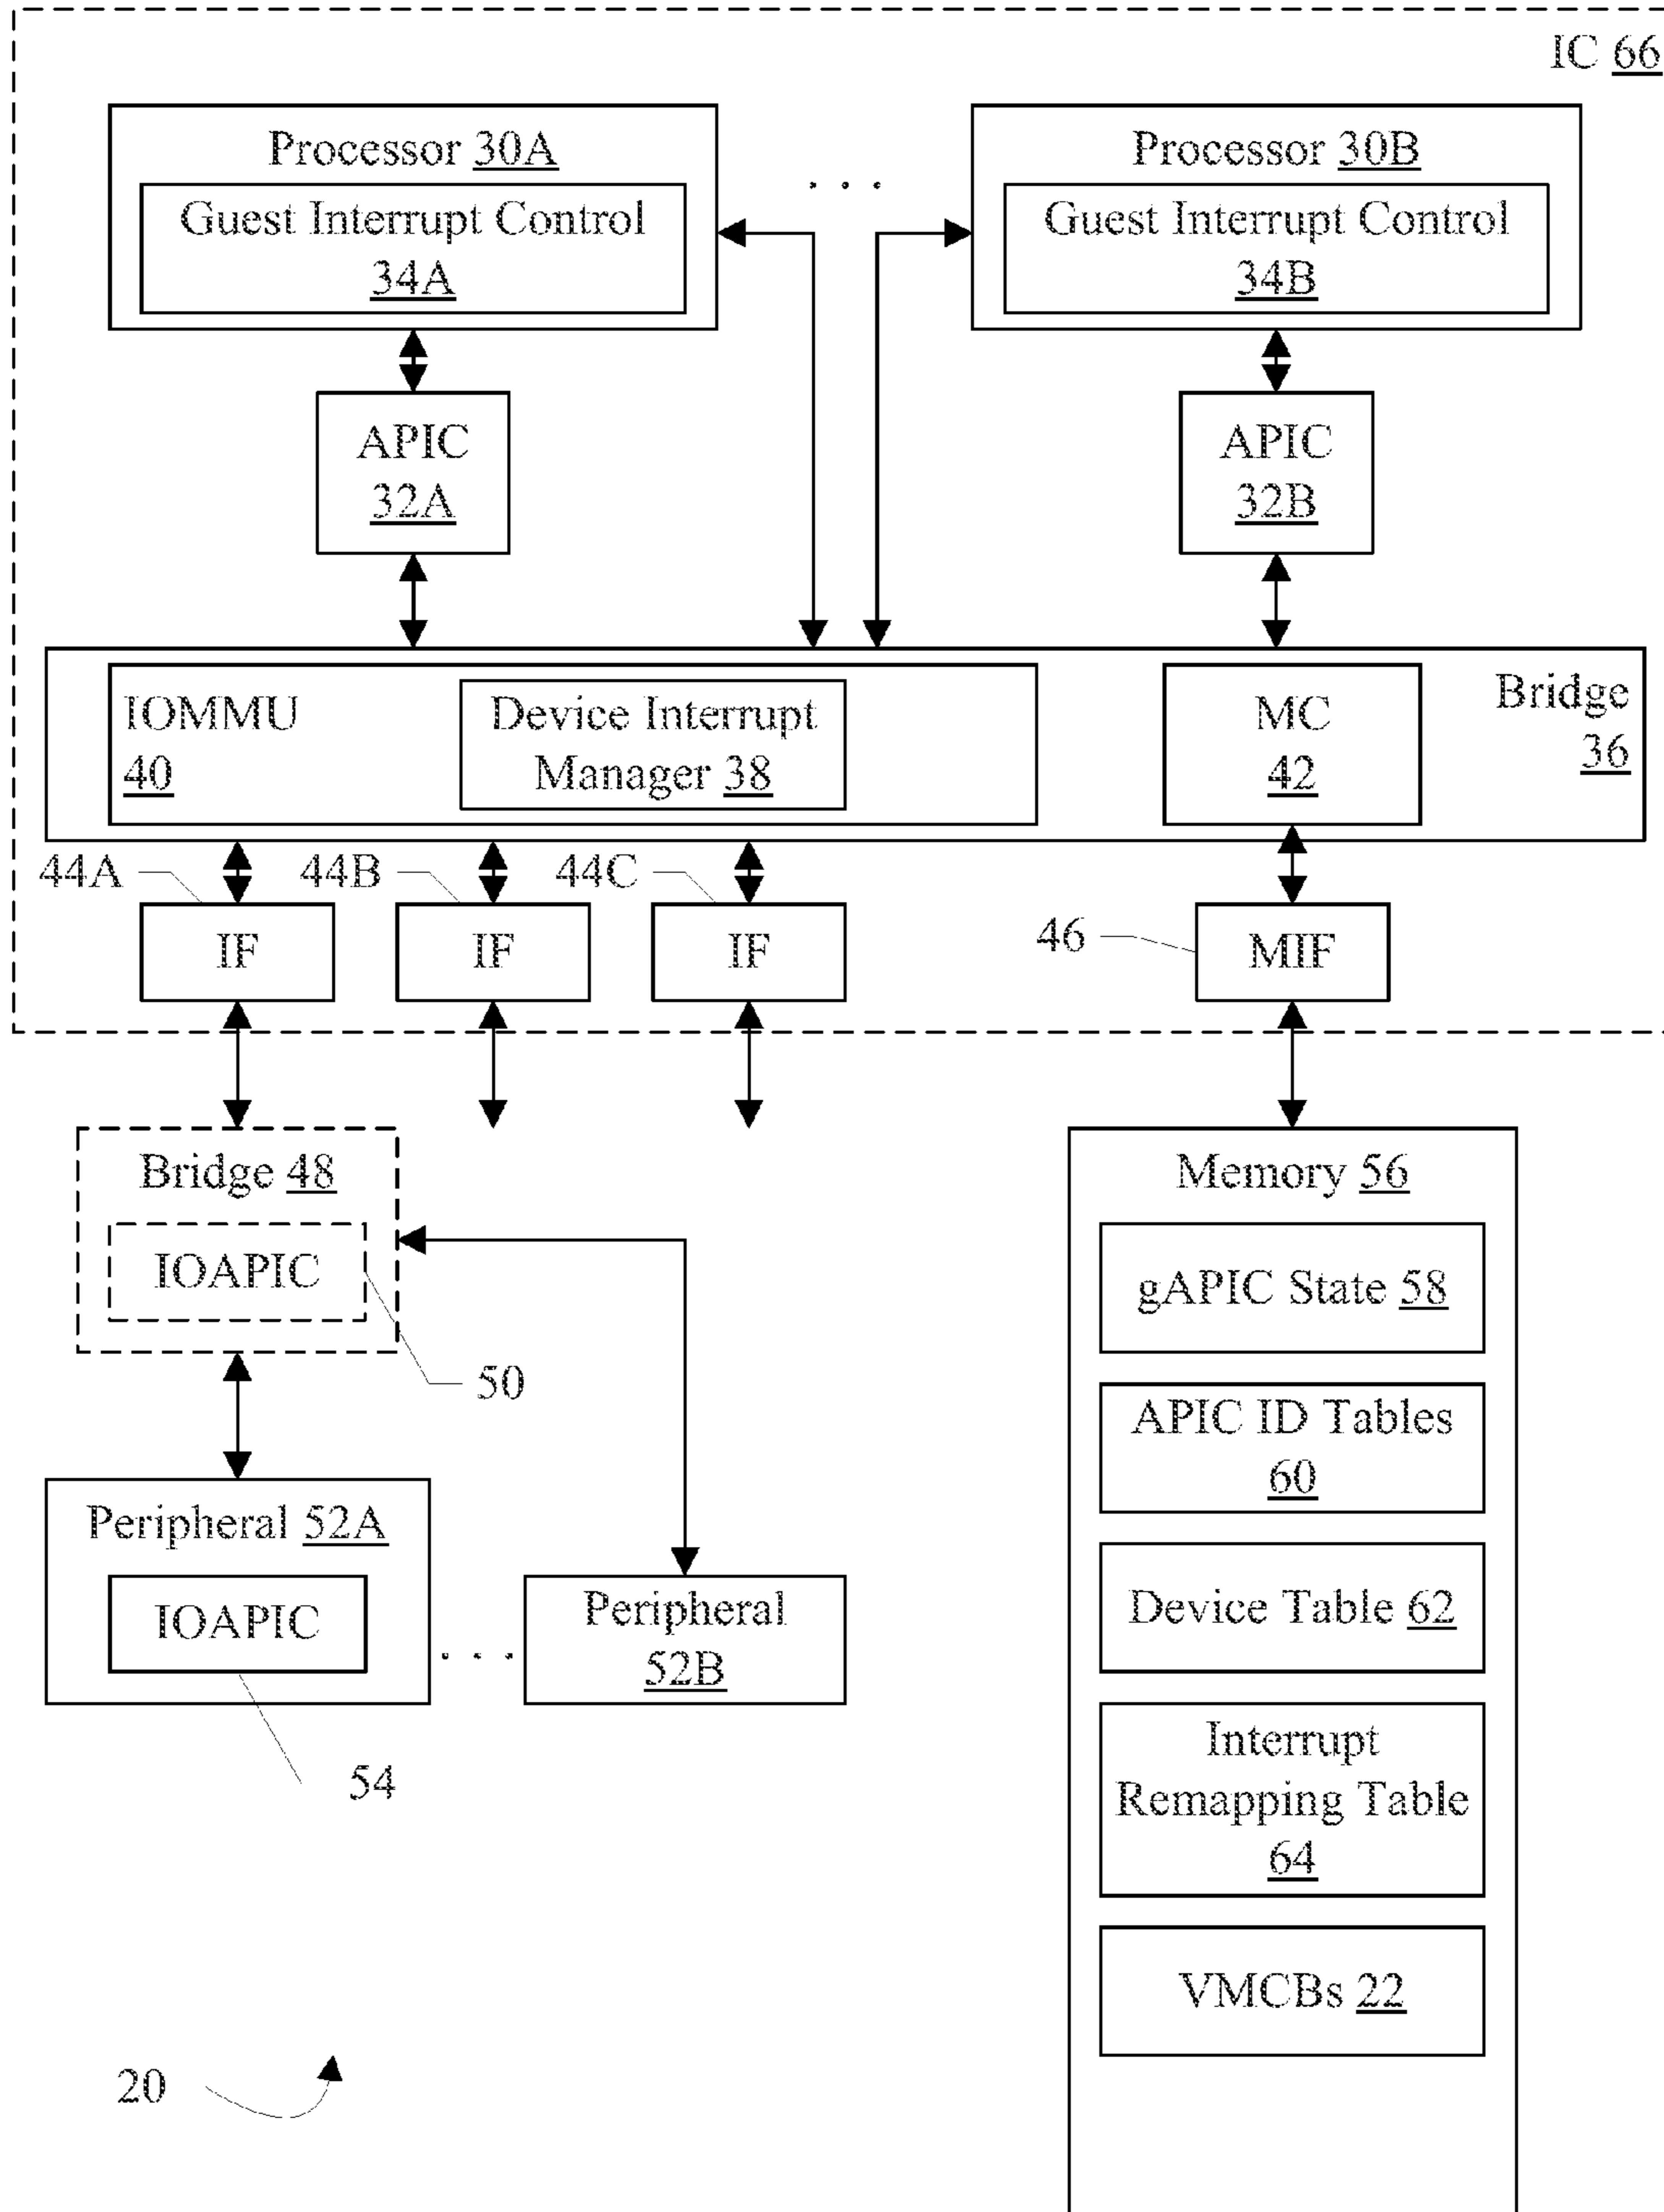 IC 66
Processor 30A
Guest Interrupt Control
34A
. . .
Processor 30B
Guest Interrupt Control
34B
APIC
32A
APIC
32B
IOMMU
40
Device Interrupt
Manager 38
MC
42
Bridge
36
44A
44B
44C
IF
IF
IF
46
MIF
Bridge 48
IOAPIC
50
Peripheral 52A
IOAPIC
54
. . .
Peripheral
52B
Memory 56
gAPIC State 58
APIC ID Tables
60
Device Table 62
Interrupt
Remapping Table
64
VMCBs 22
20